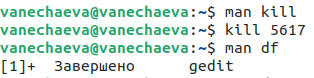 vanechaeva@vanechaeva:~$ man kill
vanechaeva@vanechaeva:~$ kill 5617
vanechaeva@vanechaeva:~$ man df
[1]+  Завершено      gedit